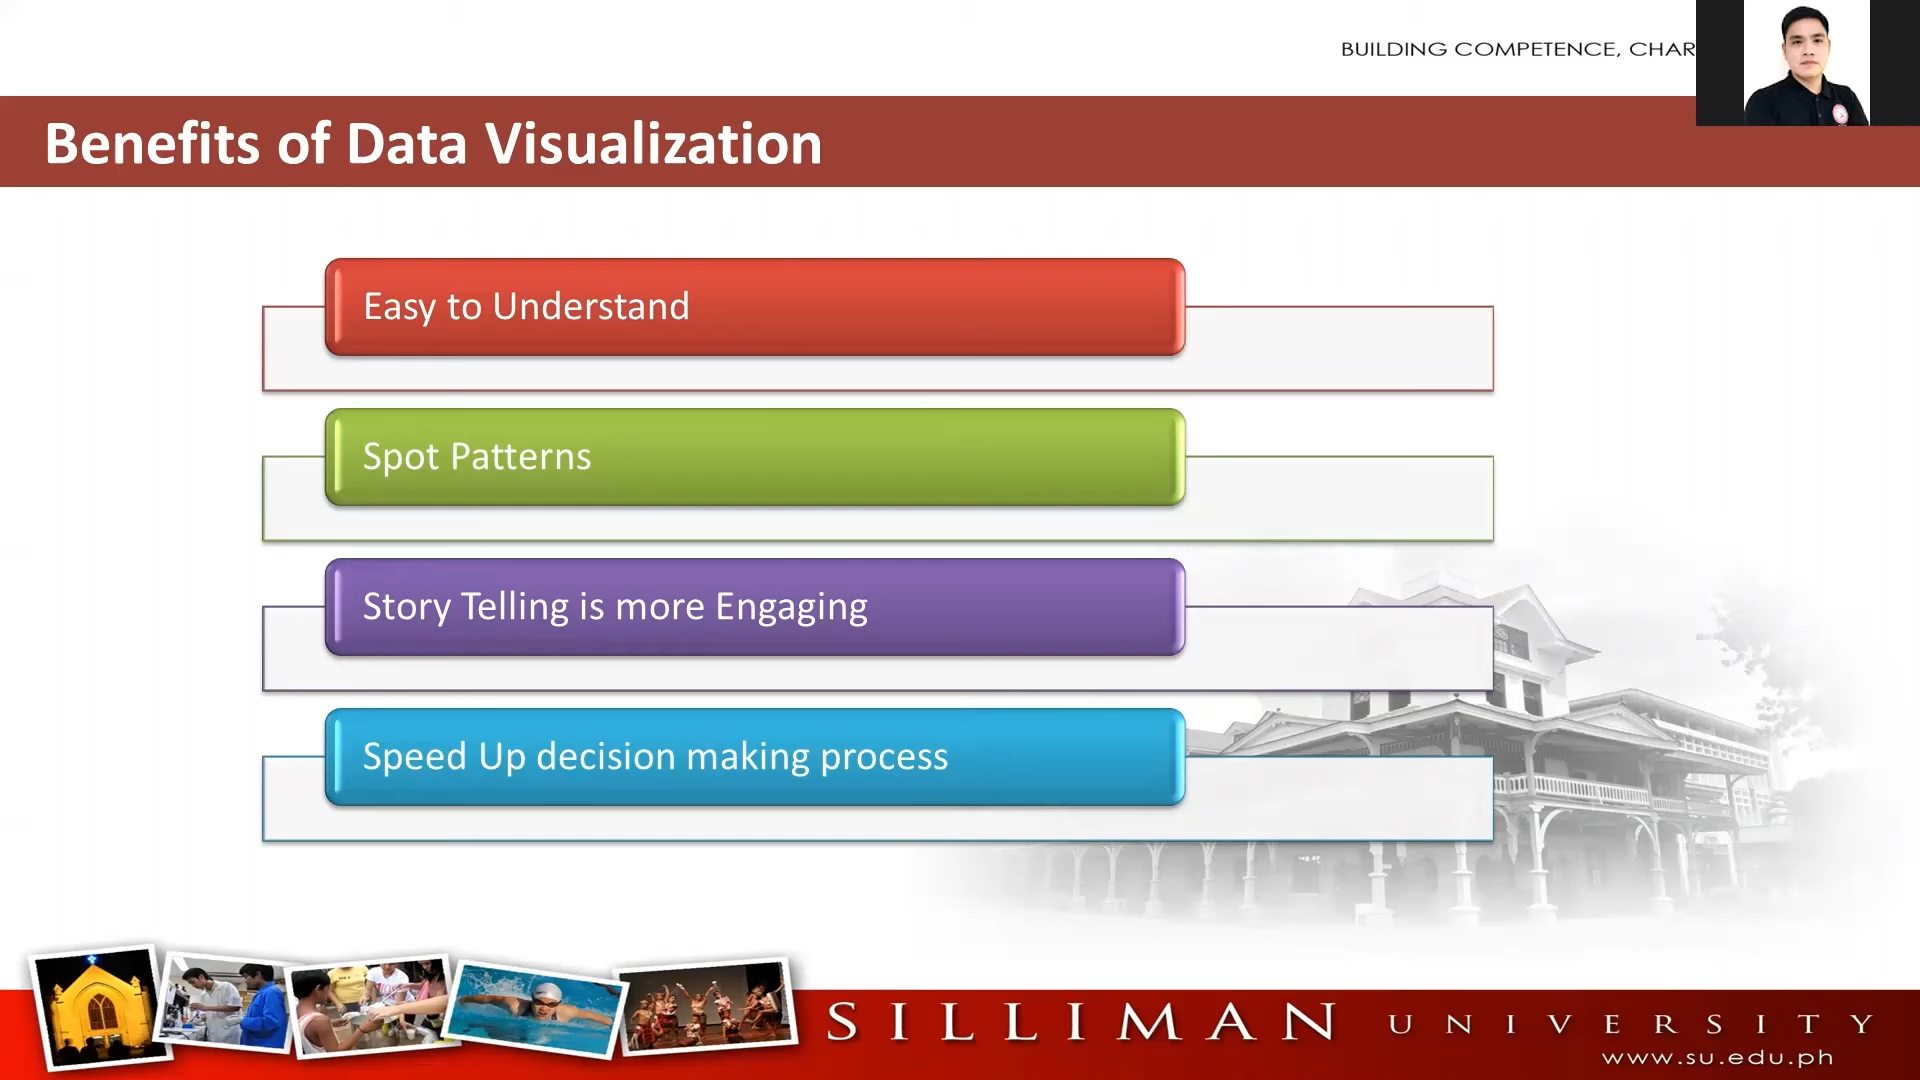 BUILDING COMPETENCE, CHAR
Benefits of Data Visualization
Easy to Understand
Spot Patterns
Story Telling is more Engaging
Speed Up decision making process
SILLIMAN UNIVERSITY
www.su.edu.ph